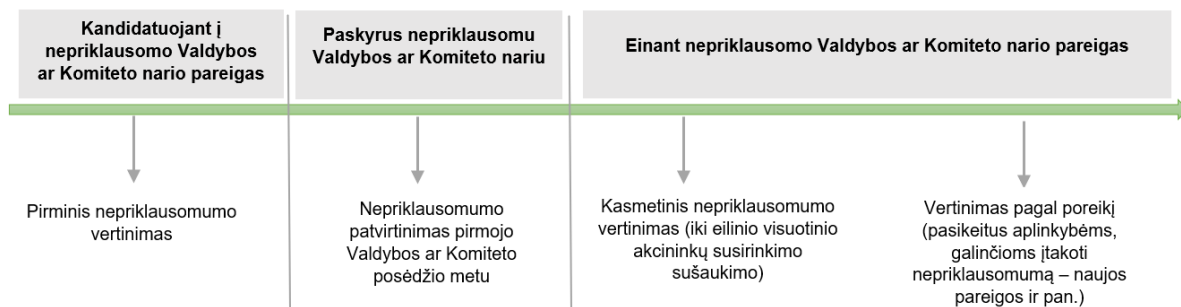 Kandidatuojant į
nepriklausomo Valdybos
ar Komiteto nario pareigas
Paskyrus nepriklausomu
Valdybos ar Komiteto nariu
Einant nepriklausomo Valdybos ar Komiteto nario pareigas
Pirminis nepriklausomumo
vertinimas
Nepriklausomumo
patvirtinimas pirmojo
Valdybos ar Komiteto
posėdžio metu
Kasmetinis nepriklausomumo
vertinimas (iki eilinio visuotinio
akcininkų susirinkimo
sušaukimo)
Vertinimas pagal poreikį
(pasikeitus aplinkybėms,
galinčioms įtakoti
nepriklausomumą – naujos
pareigos ir pan.)